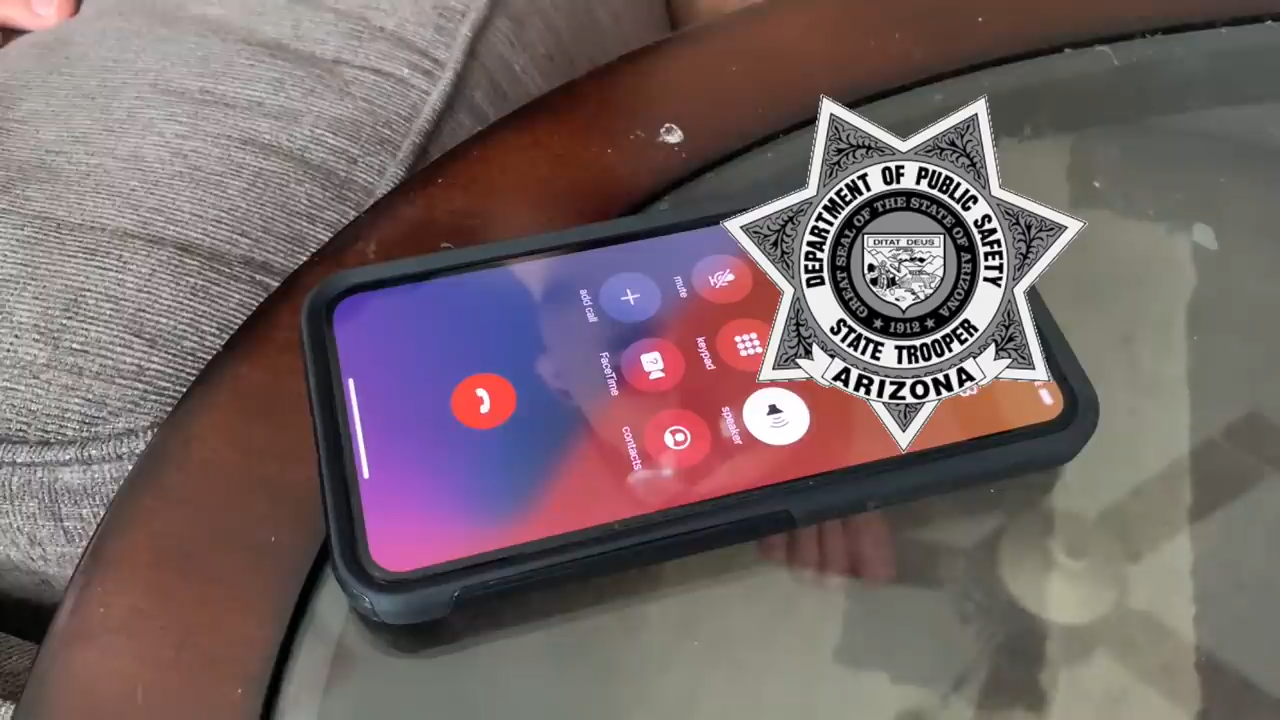 DEPARTMENT OF PUBLIC SAFETY
GREAT SEAL OF THE STATE OF ARIZONA
DITAT DEUS
★ 1912 ★
STATE TROOPER
ARIZONA
mute
add call
keypad
FaceTime
speaker
contacts